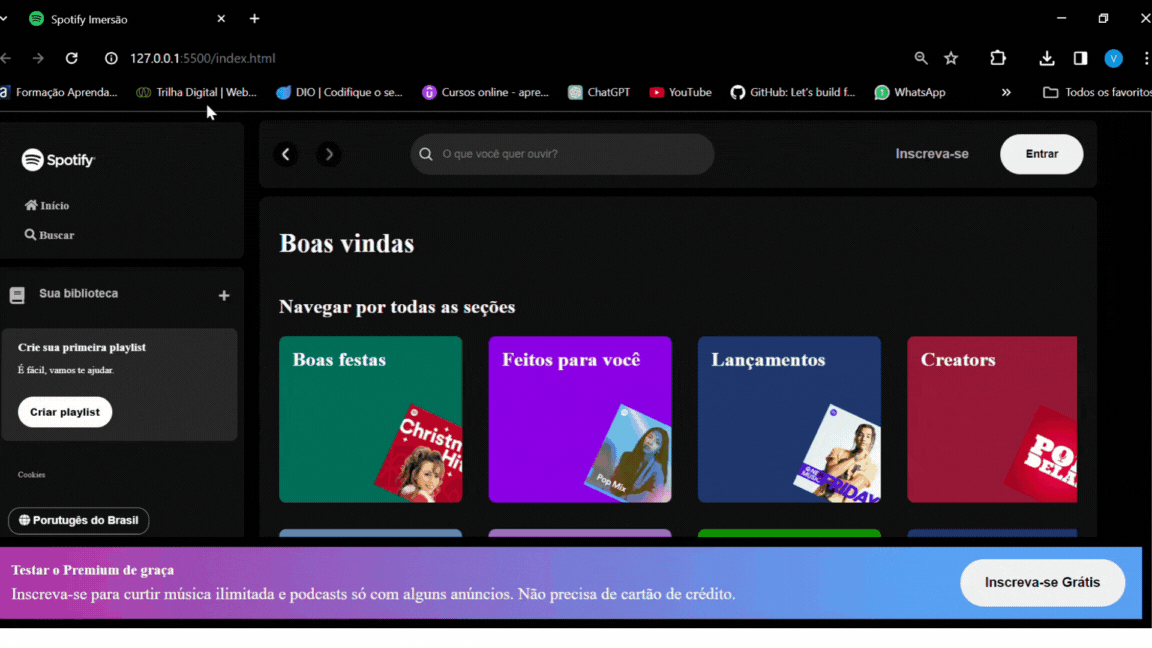 Spotify Imersão
127.0.0.1:5500/index.html
Formação Aprenda...
Trilha Digital | Web...
DIO | Codifique o se...
Cursos online - apre...
ChatGPT
YouTube
GitHub: Let's build f...
WhatsApp
Todos os favoritos
Spotify
O que você quer ouvir?
Inscreva-se
Entrar
Início
Buscar
Sua biblioteca
Crie sua primeira playlist
É fácil, vamos te ajudar.
Criar playlist
Cookies
Porutugês do Brasil
Boas vindas
Navegar por todas as seções
Boas festas
Feitos para você
Lançamentos
Creators
Christm
Hi
Pop Mix
FRIDAY
Testar o Premium de graça
Inscreva-se para curtir música ilimitada e podcasts só com alguns anúncios. Não precisa de cartão de crédito.
Inscreva-se Grátis